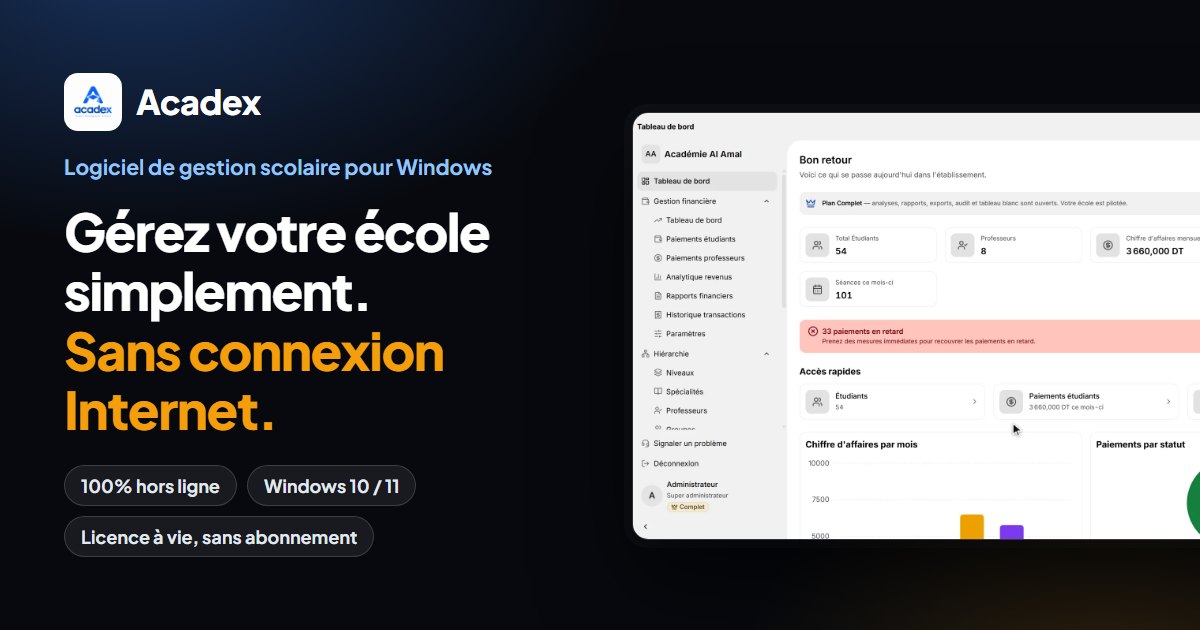 acadex
Acadex
Logiciel de gestion scolaire pour Windows
Gérez votre école
simplement.
Sans connexion
Internet.
100% hors ligne
Windows 10 / 11
Licence à vie, sans abonnement
Tableau de bord
AA Académie Al Amal
Tableau de bord
Gestion financière
Tableau de bord
Paiements étudiants
Paiements professeurs
Analytique revenus
Rapports financiers
Historique transactions
Paramètres
Hiérarchie
Niveaux
Spécialités
Professeurs
Groupes
Signaler un problème
Déconnexion
A
Administrateur
Super administrateur
Complet
Bon retour
Voici ce qui se passe aujourd'hui dans l'établissement.
Plan Complet — analyses, rapports, exports, audit et tableau blanc sont ouverts. Votre école est pilotée.
Total Étudiants
54
Professeurs
8
Chiffre d'affaires mensue
3 660,000 DT
Séances ce mois-ci
101
33 paiements en retard
Prenez des mesures immédiates pour recouvrer les paiements en retard.
Accès rapides
Étudiants
54
Paiements étudiants
3 660,000 DT ce mois-ci
Chiffre d'affaires par mois
10000
7500
5000
Paiements par statut